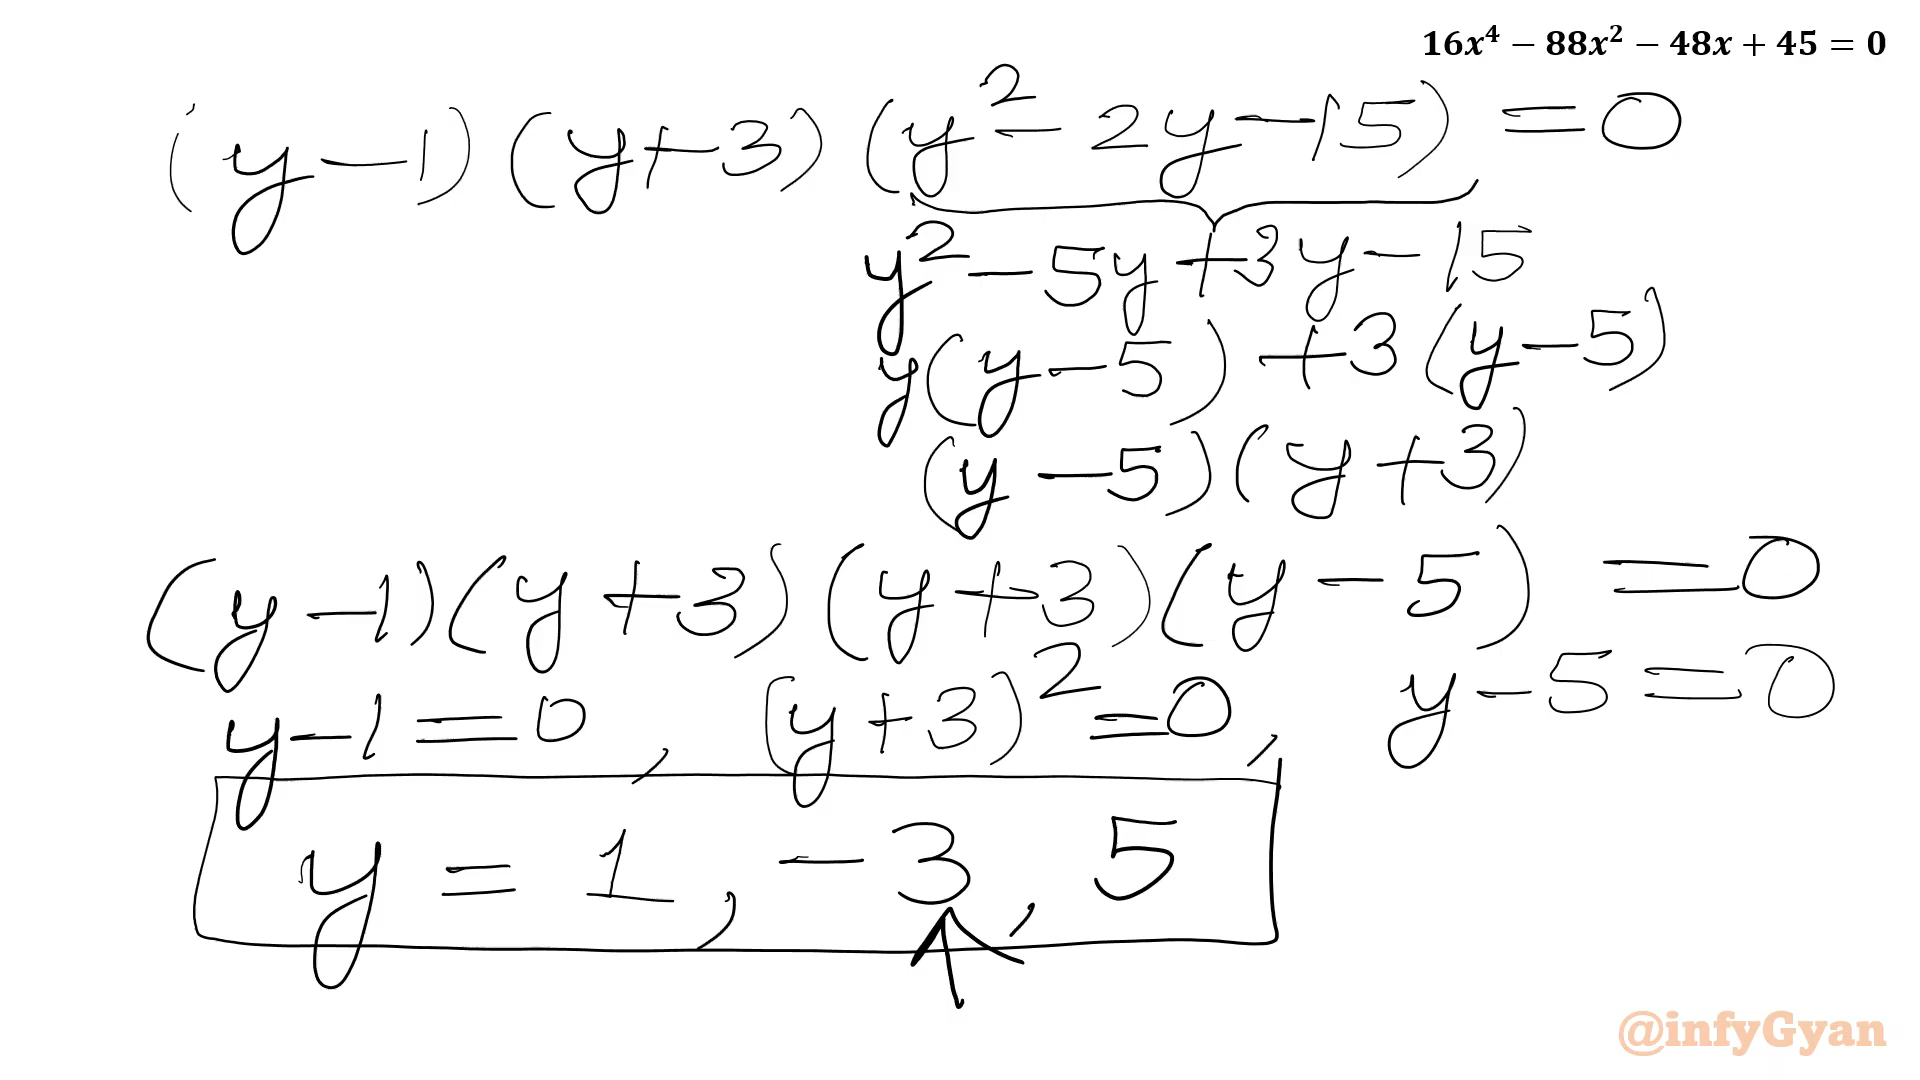 16x⁴ − 88x² − 48x + 45 = 0
(y−1)(y+3)(y²−2y−15) = 0
y²−5y+3y−15
y(y−5)+3(y−5)
(y−5)(y+3)
(y−1)(y+3)(y+3)(y−5) = 0
y−1=0, (y+3)²=0, y−5=0
y = 1, −3, 5
@infyGyan